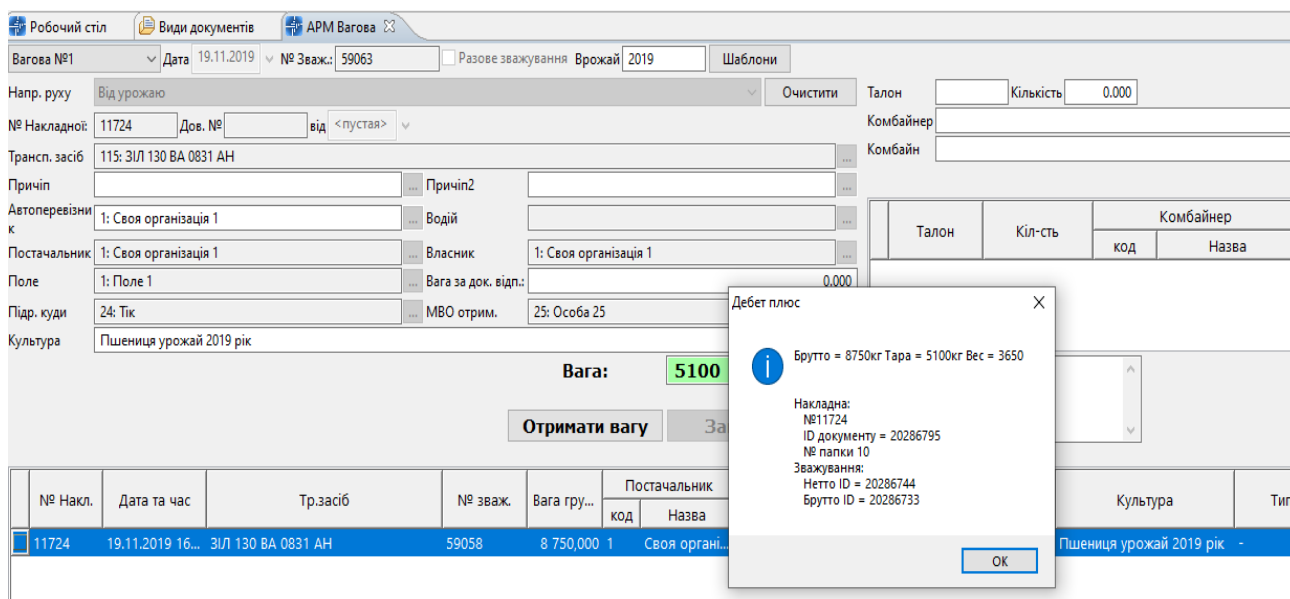 Робочий стіл Види документів АРМ Вагова
Вагова №1 Дата 19.11.2019 № Зваж.: 59063 Разове зважування Врожай 2019 Шаблони
Напр. руху Від урожаю Очистити Талон Кількість 0.000
№ Накладної: 11724 Дов. № від <пустая> Комбайнер
Трансп. засіб 115: ЗІЛ 130 ВА 0831 АН ... Комбайн
Причіп ... Причіп2 ...
Автоперевізни
к
1: Своя організація 1 ... Водій ...
Постачальник 1: Своя організація 1 ... Власник 1: Своя організація 1 ...
Поле 1: Поле 1 ... Вага за док. відп.: 0.000
Підр. куди 24: Тік ... МВО отрим. 25: Особа 25
Культура Пшениця урожай 2019 рік
Вага: 5100
Отримати вагу За
Талон Кіл-сть Комбайнер
код Назва
Дебет плюс
Брутто = 8750кг Тара = 5100кг Вес = 3650
Накладна:
№11724
ID документу = 20286795
№ папки 10
Зважування:
Нетто ID = 20286744
Брутто ID = 20286733
OK
№ Накл. Дата та час Тр.засіб № зваж. Вага гру... Постачальник Культура Тип
код Назва
11724 19.11.2019 16... ЗІЛ 130 ВА 0831 АН 59058 8 750,000 1 Своя органі... Пшениця урожай 2019 рік -